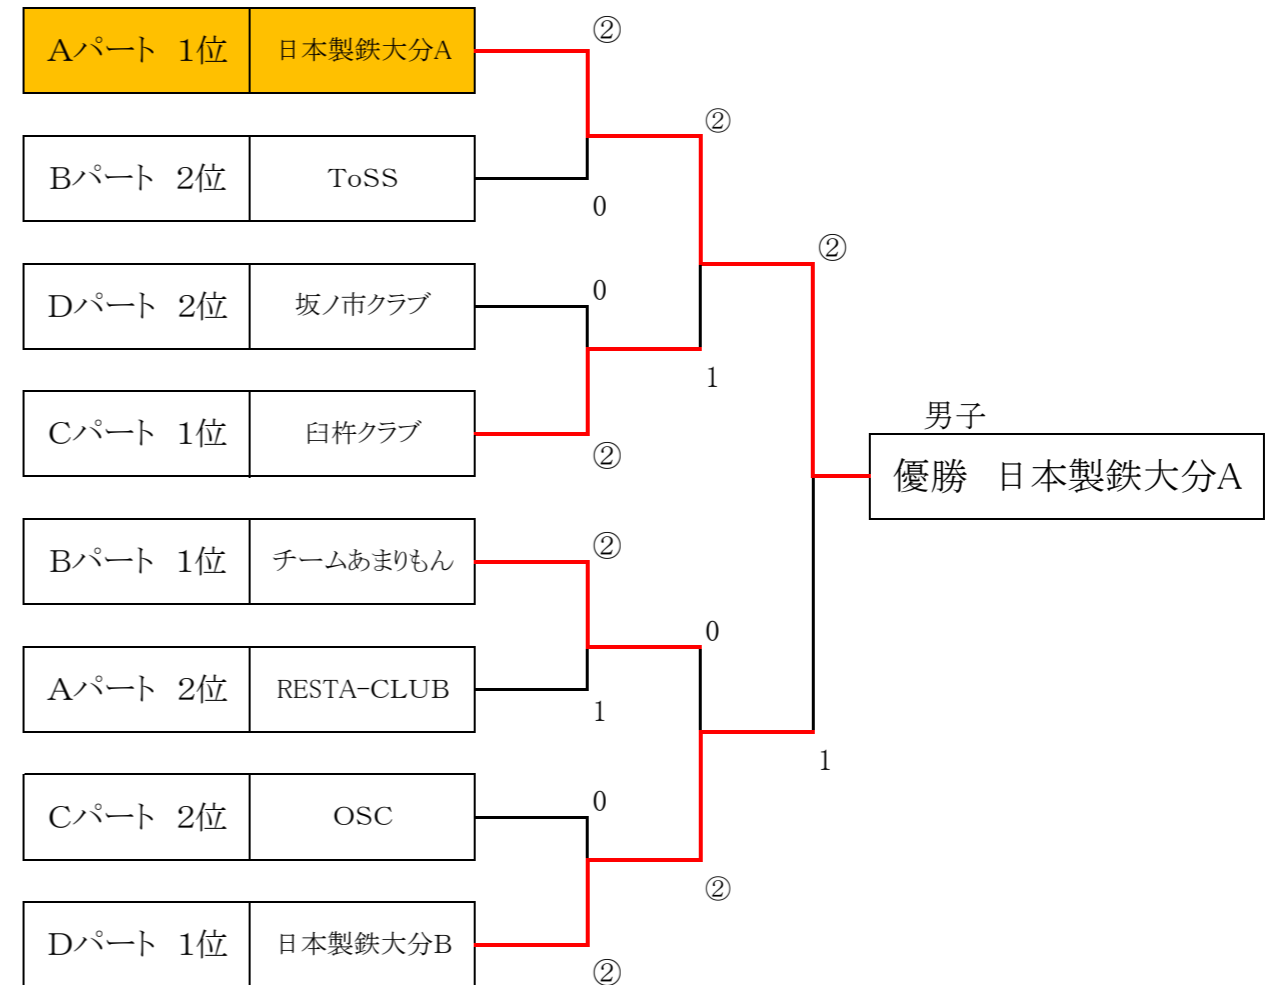 Aパート 1位 日本製鉄大分A
②
Bパート 2位 ToSS
0
②
Dパート 2位 坂ノ市クラブ
0
Cパート 1位 臼杵クラブ
②
1
②
男子
優勝 日本製鉄大分A
Bパート 1位 チームあまりもん
②
Aパート 2位 RESTA-CLUB
1
0
Cパート 2位 OSC
0
Dパート 1位 日本製鉄大分B
②
②
1